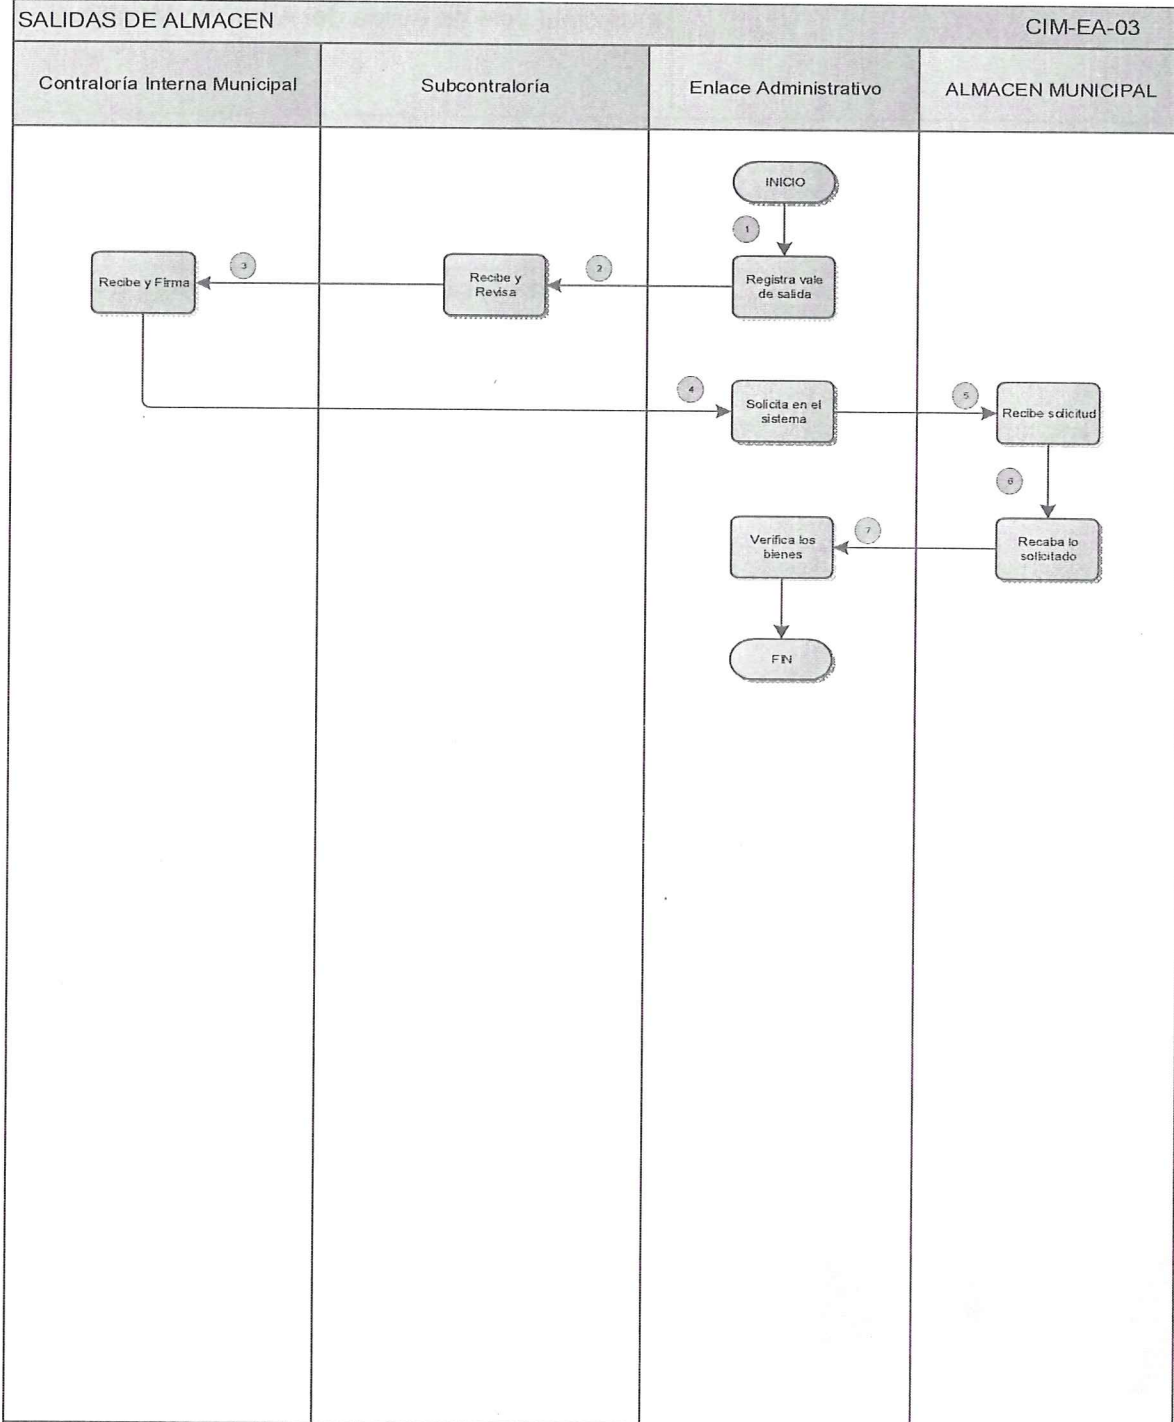 SALIDAS DE ALMACEN
CIM-EA-03
Contraloría Interna Municipal
Subcontraloría
Enlace Administrativo
ALMACEN MUNICIPAL
INICIO
1
Registra vale
de salida
2
Recibe y
Revisa
3
Recibe y Firma
4
Solicita en el
sistema
5
Recibe solicitud
6
Recaba lo
solicitado
7
Verifica los
bienes
FIN